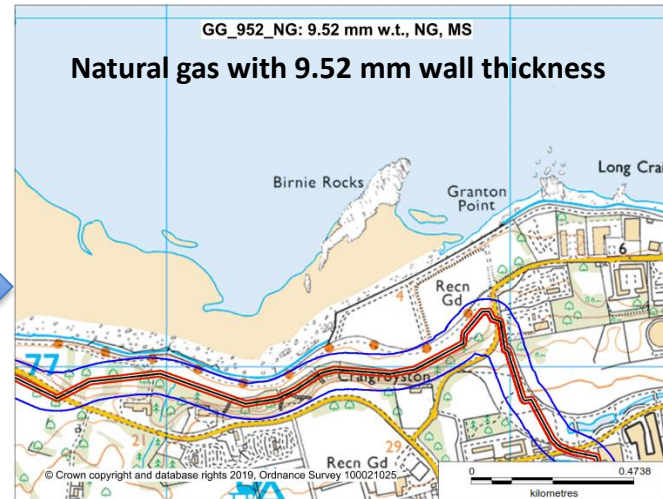 GG_952_NG: 9.52 mm w.t., NG, MS
Natural gas with 9.52 mm wall thickness
Birnie Rocks
Long Crai
Granton
Point
6
Recn
Gd
4
77
Craigroyston
21
29
Recn Gd
© Crown copyright and database rights 2019, Ordnance Survey 100021025
0 0.4738
kilometres